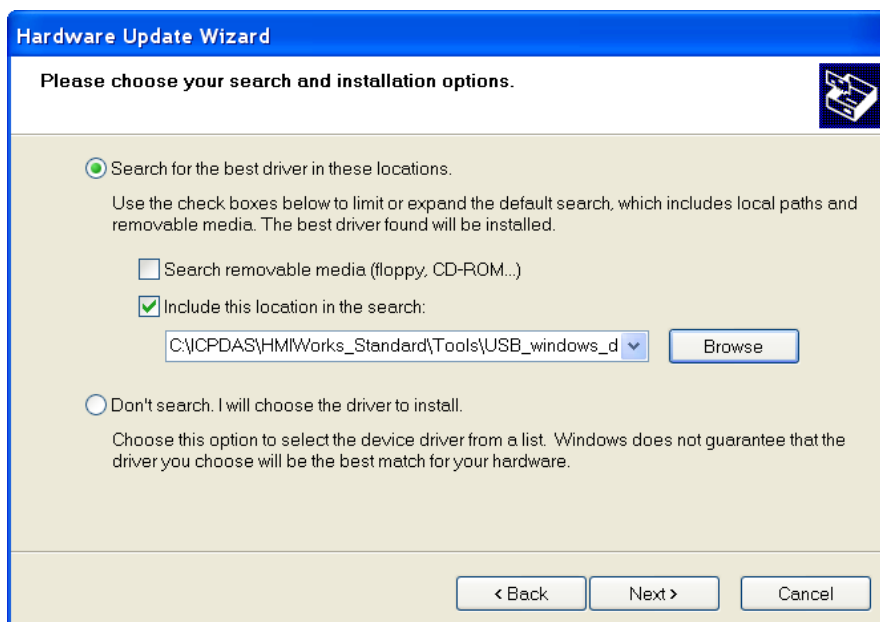 Hardware Update Wizard
Please choose your search and installation options.
Search for the best driver in these locations.
Use the check boxes below to limit or expand the default search, which includes local paths and
removable media. The best driver found will be installed.
Search removable media (floppy, CD-ROM...)
Include this location in the search:
C:\ICPDAS\HMIWorks_Standard\Tools\USB_windows_d
Browse
Don't search. I will choose the driver to install.
Choose this option to select the device driver from a list. Windows does not guarantee that the
driver you choose will be the best match for your hardware.
< Back Next > Cancel